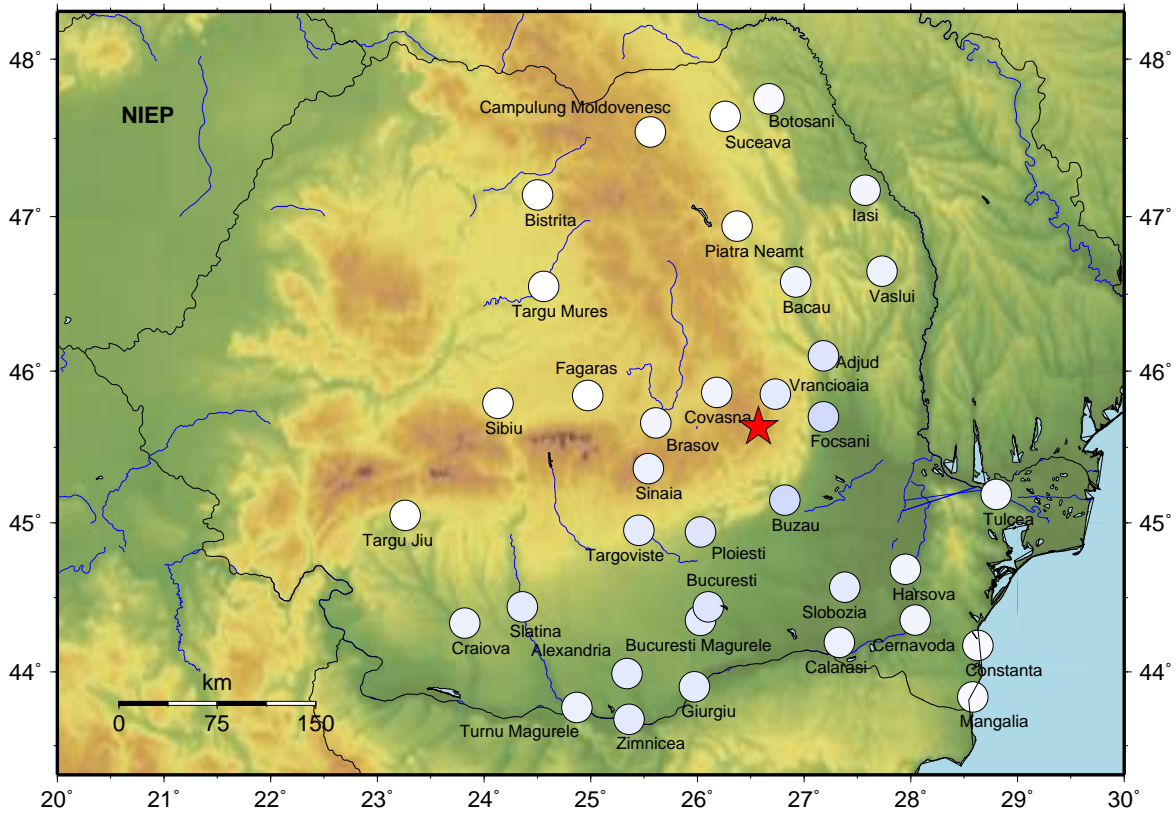 48˚
48˚
NIEP
Campulung Moldovenesc
Botosani
Suceava
47˚
47˚
Bistrita
Iasi
Piatra Neamt
Targu Mures
Bacau
Vaslui
46˚
46˚
Fagaras
Adjud
Vrancioaia
Sibiu
Covasna
Brasov
Focsani
Sinaia
45˚
45˚
Targu Jiu
Buzau
Tulcea
Targoviste
Ploiesti
Bucuresti
Harsova
Slobozia
Craiova
Slatina
Alexandria
Bucuresti Magurele
Cernavoda
Calarasi
Constanta
44˚
44˚
km
0
75
150
Turnu Magurele
Giurgiu
Zimnicea
Mangalia
20˚
21˚
22˚
23˚
24˚
25˚
26˚
27˚
28˚
29˚
30˚